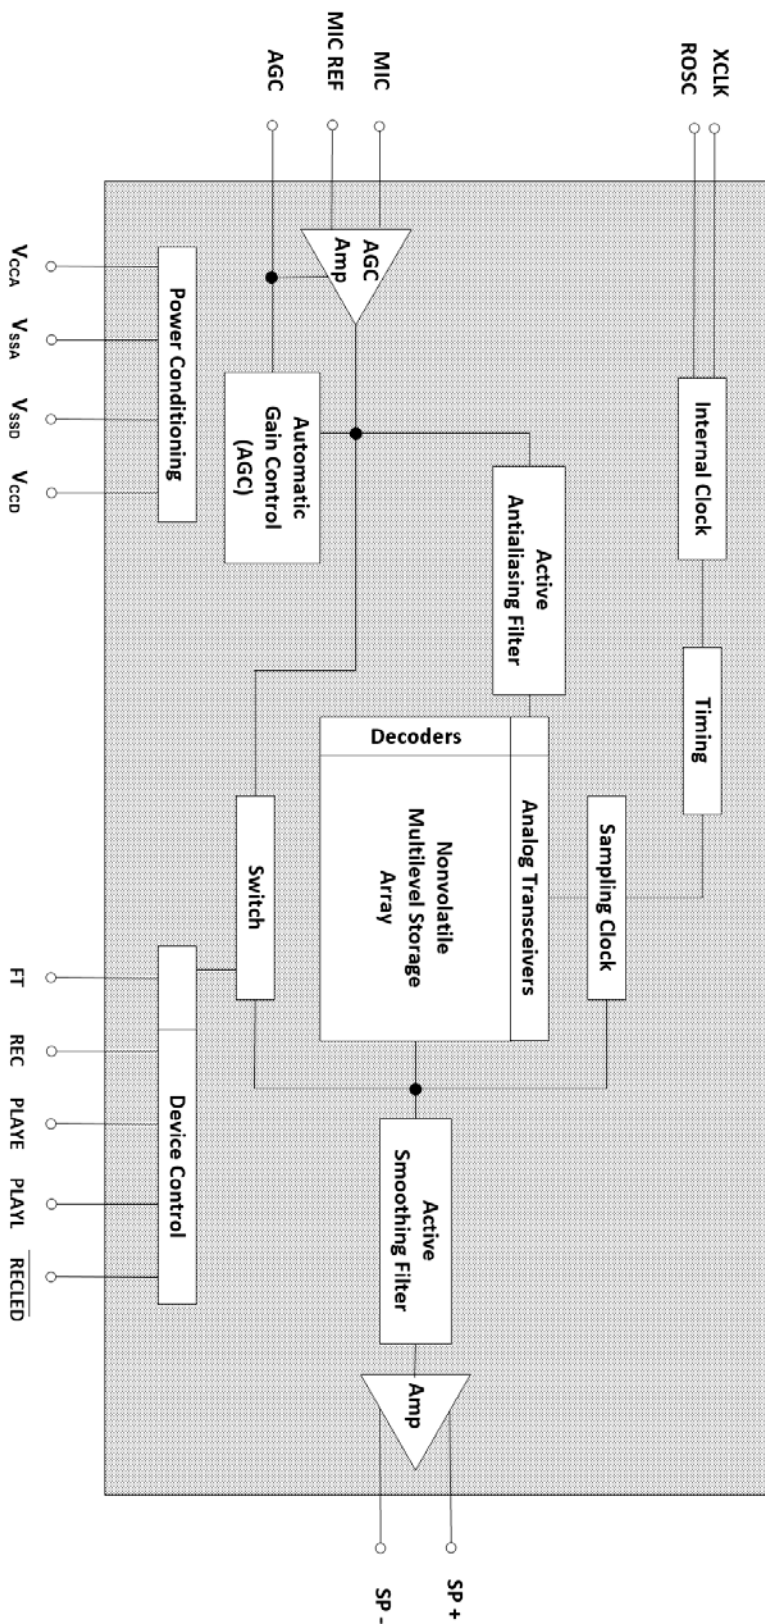 XCLK
ROSC
Internal Clock
Timing
Sampling Clock
Active
Antialiasing Filter
Analog Transceivers
Decoders
Nonvolatile
Multilevel Storage
Array
MIC
MIC REF
AGC
AGC
Amp
Automatic
Gain Control
(AGC)
Switch
Active
Smoothing Filter
Amp
SP +
SP -
Power Conditioning
Device Control
VCCA
VSSA
VSSD
VCCD
FT
REC
PLAYE
PLAYL
RECLED